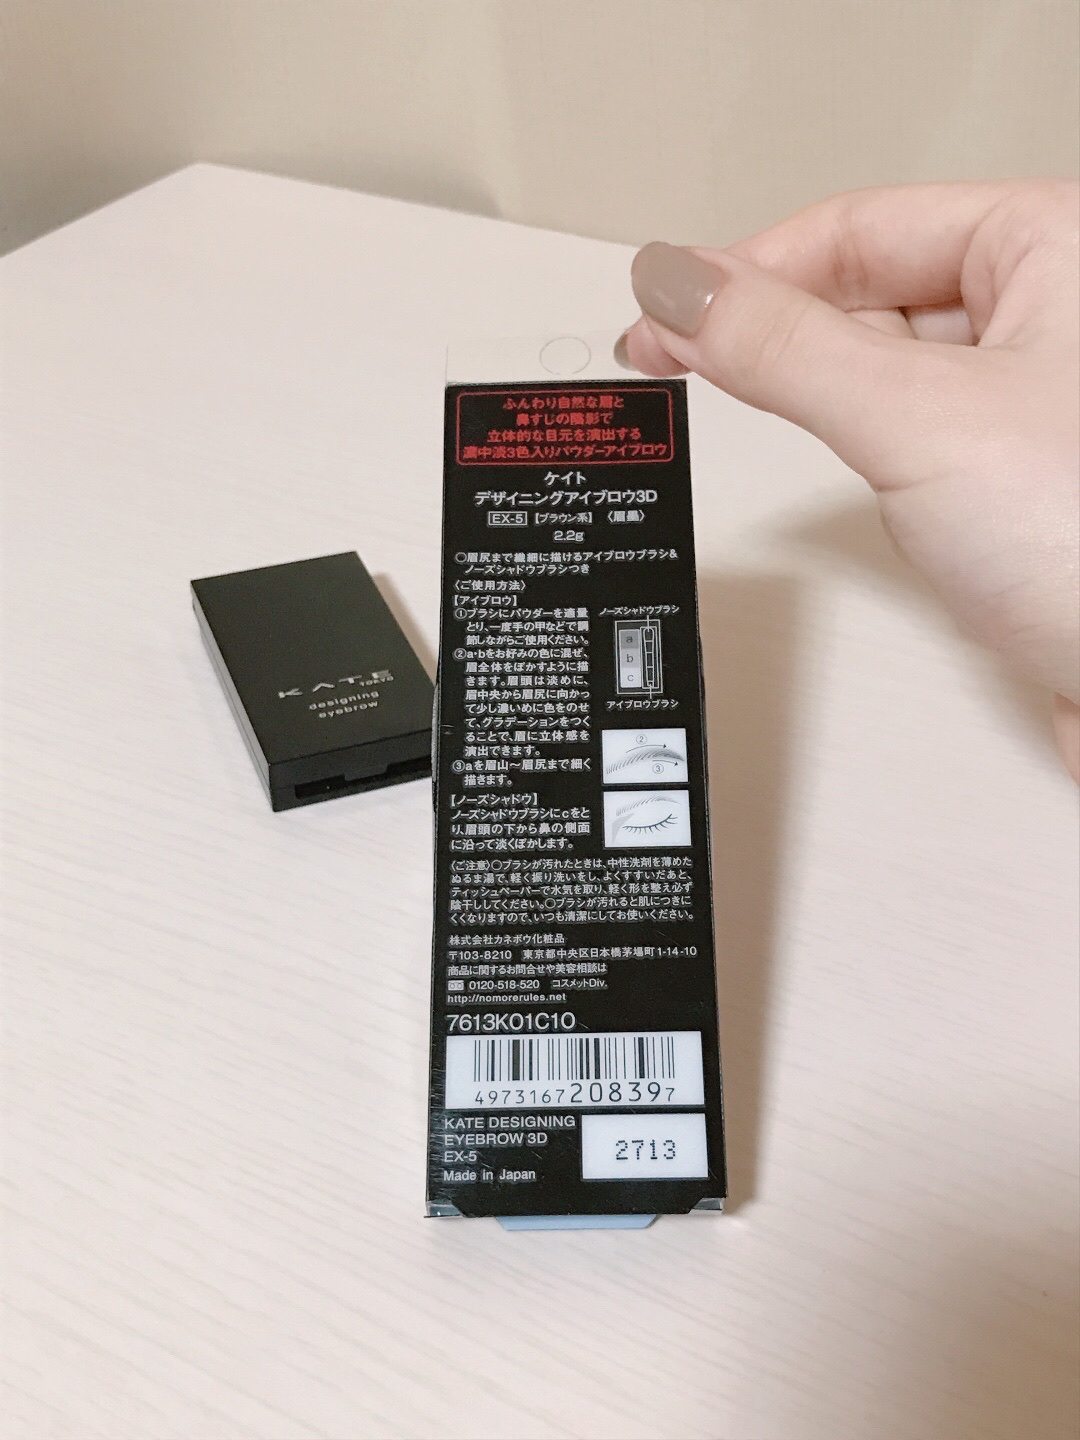 ふんわり自然な眉と
鼻すじの陰影で
立体的な目元を演出する
濃中淡3色入りパウダーアイブロウ
ケイト
デザイニングアイブロウ3D
EX-5 【ブラウン系】 〈眉墨〉
2.2g
○眉尻まで繊細に描けるアイブロウブラシ&
ノーズシャドウブラシつき
〈ご使用方法〉
【アイブロウ】
①ブラシにパウダーを適量
とり、一度手の甲などで調
節しながらご使用ください。
②a・bをお好みの色に混ぜ、
眉全体をぼかすように描
きます。眉頭は淡めに、
眉中央から眉尻に向かっ
て少し濃いめに色をのせ
て、グラデーションをつく
ることで、眉に立体感を
演出できます。
③aを眉山〜眉尻まで細く
描きます。
ノーズシャドウブラシ
a
b
c
アイブロウブラシ
②
③
【ノーズシャドウ】
ノーズシャドウブラシにcをと
り、眉頭の下から鼻の側面
に沿って淡くぼかします。
〈ご注意〉○ブラシが汚れたときは、中性洗剤を薄めた
ぬるま湯で、軽く振り洗いをし、よくすすいだあと、
ティッシュペーパーで水気を取り、軽く形を整え必ず
陰干ししてください。○ブラシが汚れると肌につきに
くくなりますので、いつも清潔にしてお使いください。
株式会社カネボウ化粧品
〒103-8210 東京都中央区日本橋茅場町1-14-10
商品に関するお問合せや美容相談は
0120-518-520 コスメットDiv.
http://nomorerules.net
7613K01C10
4973167208397
KATE DESIGNING
EYEBROW 3D
EX-5
Made in Japan
2713
KATE
TOKYO
designing
eyebrow